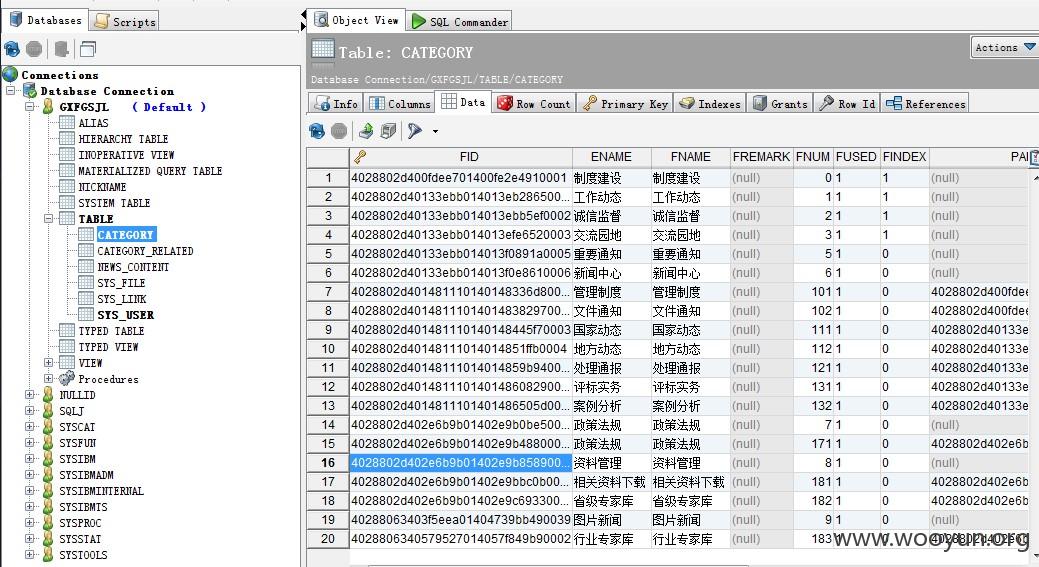 Databases Scripts
Connections
Database Connection
GXFGSJL ( Default )
ALIAS
HIERARCHY TABLE
INOPERATIVE VIEW
MATERIALIZED QUERY TABLE
NICKNAME
SYSTEM TABLE
TABLE
CATEGORY
CATEGORY_RELATED
NEWS_CONTENT
SYS_FILE
SYS_LINK
SYS_USER
TYPED TABLE
TYPED VIEW
VIEW
Procedures
NULLID
SQLJ
SYSCAT
SYSFUN
SYSIBM
SYSIBMADM
SYSIBMINTERNAL
SYSIBMTS
SYSPROC
SYSSTAT
SYSTOOLS
Object View SQL Commander
Table: CATEGORY
Actions
Database Connection/GXFGSJL/TABLE/CATEGORY
Info Columns Data Row Count Primary Key Indexes Grants Row Id References
FID ENAME FNAME FREMARK FNUM FUSED FINDEX PAI
1 4028802d400fdee701400fe2e4910001 制度建设 制度建设 (null) 0 1 1 (null)
2 4028802d40133ebb014013eb286500... 工作动态 工作动态 (null) 1 1 1 (null)
3 4028802d40133ebb014013ebb5ef0002 诚信监督 诚信监督 (null) 2 1 1 (null)
4 4028802d40133ebb014013efe6520003 交流园地 交流园地 (null) 3 1 1 (null)
5 4028802d40133ebb014013f0891a0005 重要通知 重要通知 (null) 5 1 0 (null)
6 4028802d40133ebb014013f0e8610006 新闻中心 新闻中心 (null) 6 1 0 (null)
7 4028802d401481110140148336d800... 管理制度 管理制度 (null) 101 1 0 4028802d400fdee
8 4028802d4014811101401483829700... 文件通知 文件通知 (null) 102 1 0 4028802d400fdee
9 4028802d40148111014014 8445f70003 国家动态 国家动态 (null) 111 1 0 4028802d40133e
10 4028802d40148111014014851ffb0004 地方动态 地方动态 (null) 112 1 0 4028802d40133e
11 4028802d40148111014014859b9400... 处理通报 处理通报 (null) 121 1 0 4028802d40133e
12 4028802d4014811101401486082900... 评标实务 评标实务 (null) 131 1 0 4028802d40133e
13 4028802d401481110140148 6505d00... 案例分析 案例分析 (null) 132 1 0 4028802d40133e
14 4028802d402e6b9b01402e9b0be500... 政策法规 政策法规 (null) 7 1 0 (null)
15 4028802d402e6b9b01402e9b488000... 政策法规 政策法规 (null) 171 1 0 4028802d402e6b
16 4028802d402e6b9b01402e9b858900... 资料管理 资料管理 (null) 8 1 0 (null)
17 4028802d402e6b9b01402e9bbc0b00... 相关资料下载 相关资料下载 (null) 181 1 0 4028802d402e6b
18 4028802d402e6b9b01402e9c693300... 省级专家库 省级专家库 (null) 182 1 0 4028802d402e6b
19 40288063403f5eea01404739bb490039 图片新闻 图片新闻 (null) 9 1 0 (null)
20 4028806340579527014057f849b90002 行业专家库 行业专家库 (null) 183 1 0 4028802d402e6b
www.wooyun.org